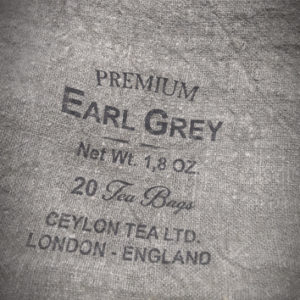 PREMIUM
EARL GREY
Net Wt. 1,8 OZ.
20 Tea Bags
CEYLON TEA LTD.
LONDON - ENGLAND